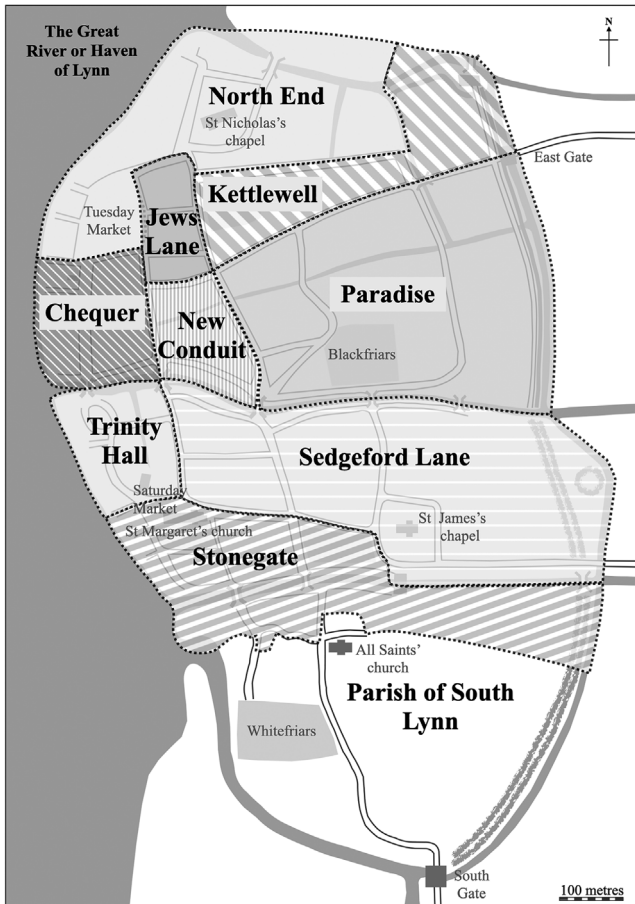 The Great
River or Haven
of Lynn
N
North End
St Nicholas's
chapel
East Gate
Kettlewell
Tuesday
Market
Jews
Lane
Chequer
New
Conduit
Paradise
Blackfriars
Trinity
Hall
Sedgeford Lane
Saturday
Market
St James's
chapel
St Margaret's church
Stonegate
All Saints'
church
Parish of South
Lynn
Whitefriars
South
Gate
100 metres